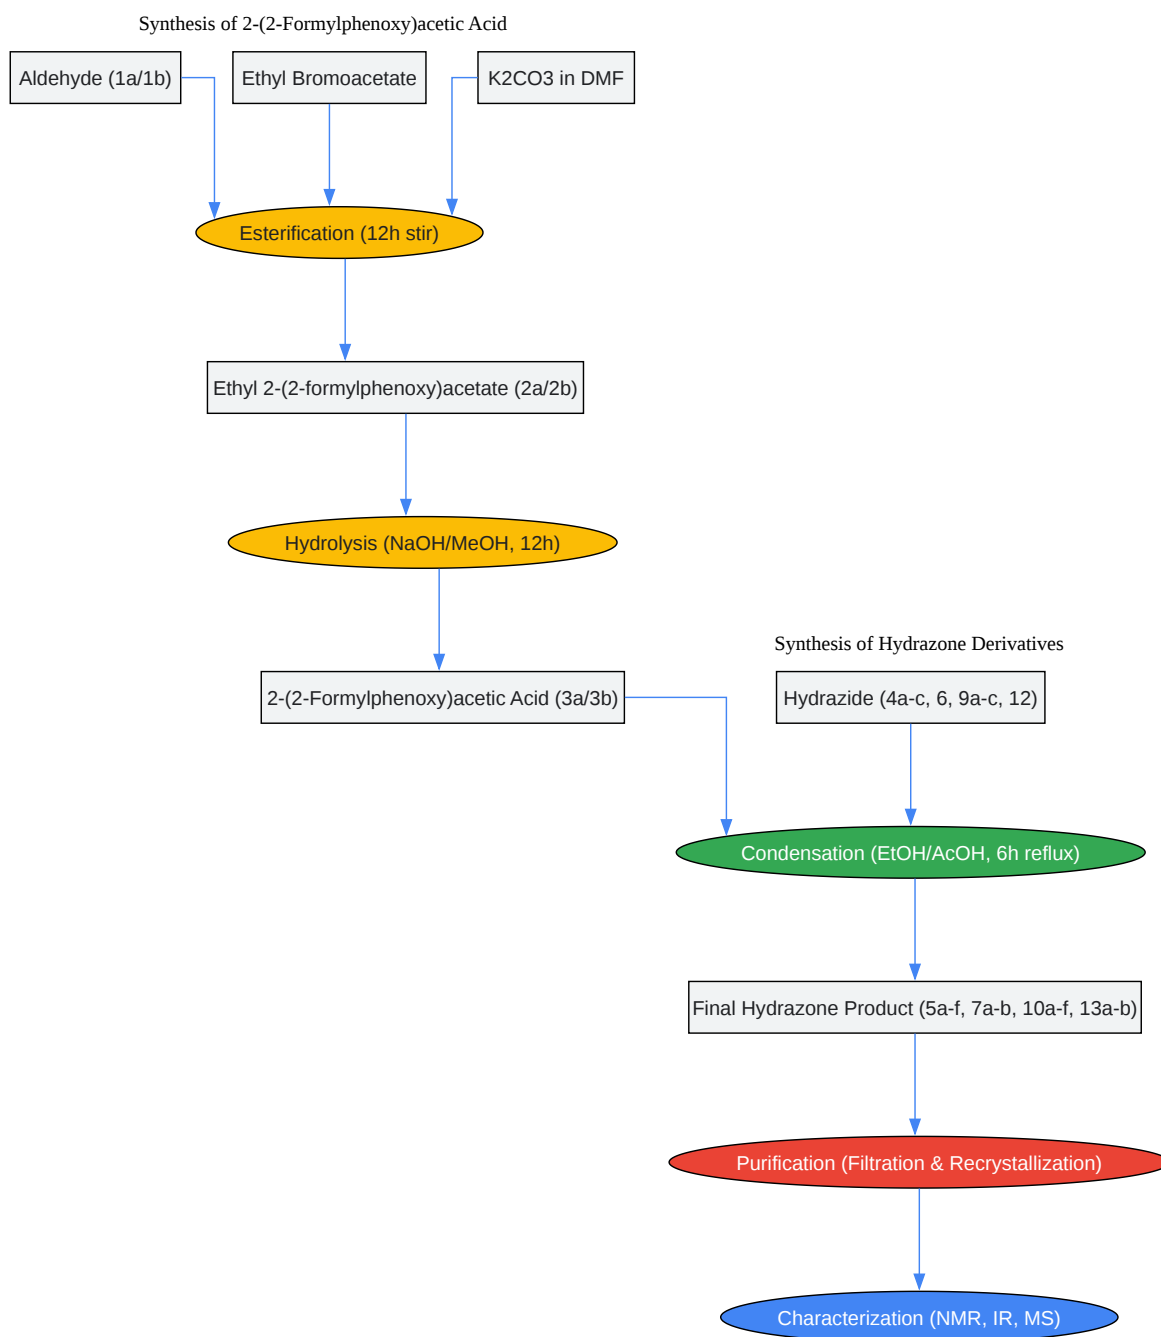 Synthesis of 2-(2-Formylphenoxy)acetic Acid
Aldehyde (1a/1b)
Ethyl Bromoacetate
K2CO3 in DMF
Esterification (12h stir)
Ethyl 2-(2-formylphenoxy)acetate (2a/2b)
Hydrolysis (NaOH/MeOH, 12h)
Synthesis of Hydrazone Derivatives
2-(2-Formylphenoxy)acetic Acid (3a/3b)
Hydrazide (4a-c, 6, 9a-c, 12)
Condensation (EtOH/AcOH, 6h reflux)
Final Hydrazone Product (5a-f, 7a-b, 10a-f, 13a-b)
Purification (Filtration & Recrystallization)
Characterization (NMR, IR, MS)